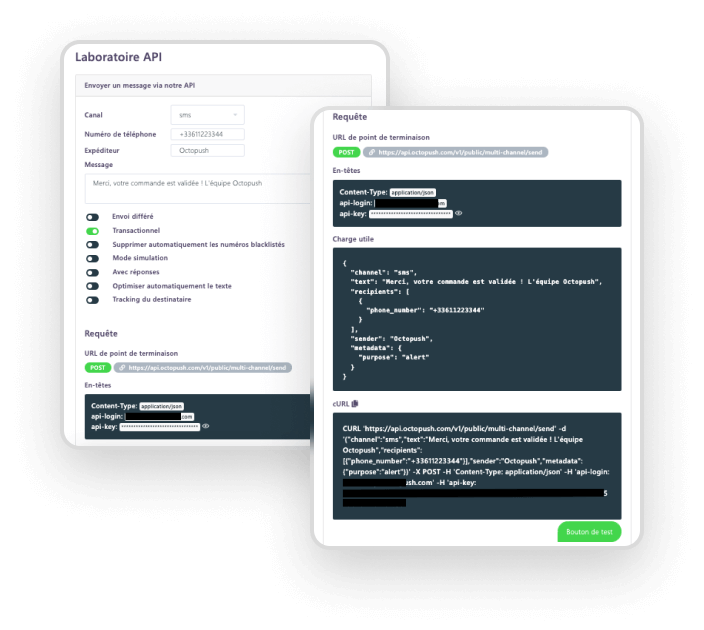 Laboratoire API
Envoyer un message via notre API
Canal
vms
Numéro de téléphone
+33611223344
Expéditeur
Octopush
Message
Merci, votre commande est validée ! L'équipe Octopush
Envoi différé
Transactionnel
Supprimer automatiquement les numéros blacklistés
Mode simulation
Avec réponses
Optimiser automatiquement le texte
Tracking du destinataire
Requête
URL de point de terminaison
POST https://api.octopush.com/v1/public/multi-channel/send
En-têtes
Content-Type: application/json
api-login: com
api-key: ********************************
Requête
URL de point de terminaison
POST https://api.octopush.com/v1/public/multi-channel/send
En-têtes
Content-Type: application/json
api-login: om
api-key: ********************************
Charge utile
{
"channel": "sms",
"text": "Merci, votre commande est validée ! L'équipe Octopush",
"recipients": [
{
"phone_number": "+33611223344"
}
],
"sender": "Octopush",
"metadata": {
"purpose": "alert"
}
}
cURL
CURL 'https://api.octopush.com/v1/public/multi-channel/send' -d
'{"channel":"sms","text":"Merci, votre commande est validée ! L'équipe
Octopush","recipients":
[{"phone_number":"+33611223344"}],"sender":"Octopush","metadata":
{"purpose":"alert"}}' -X POST -H 'Content-Type: application/json' -H 'api-login:
ush.com' -H 'api-key:
5
Bouton de test